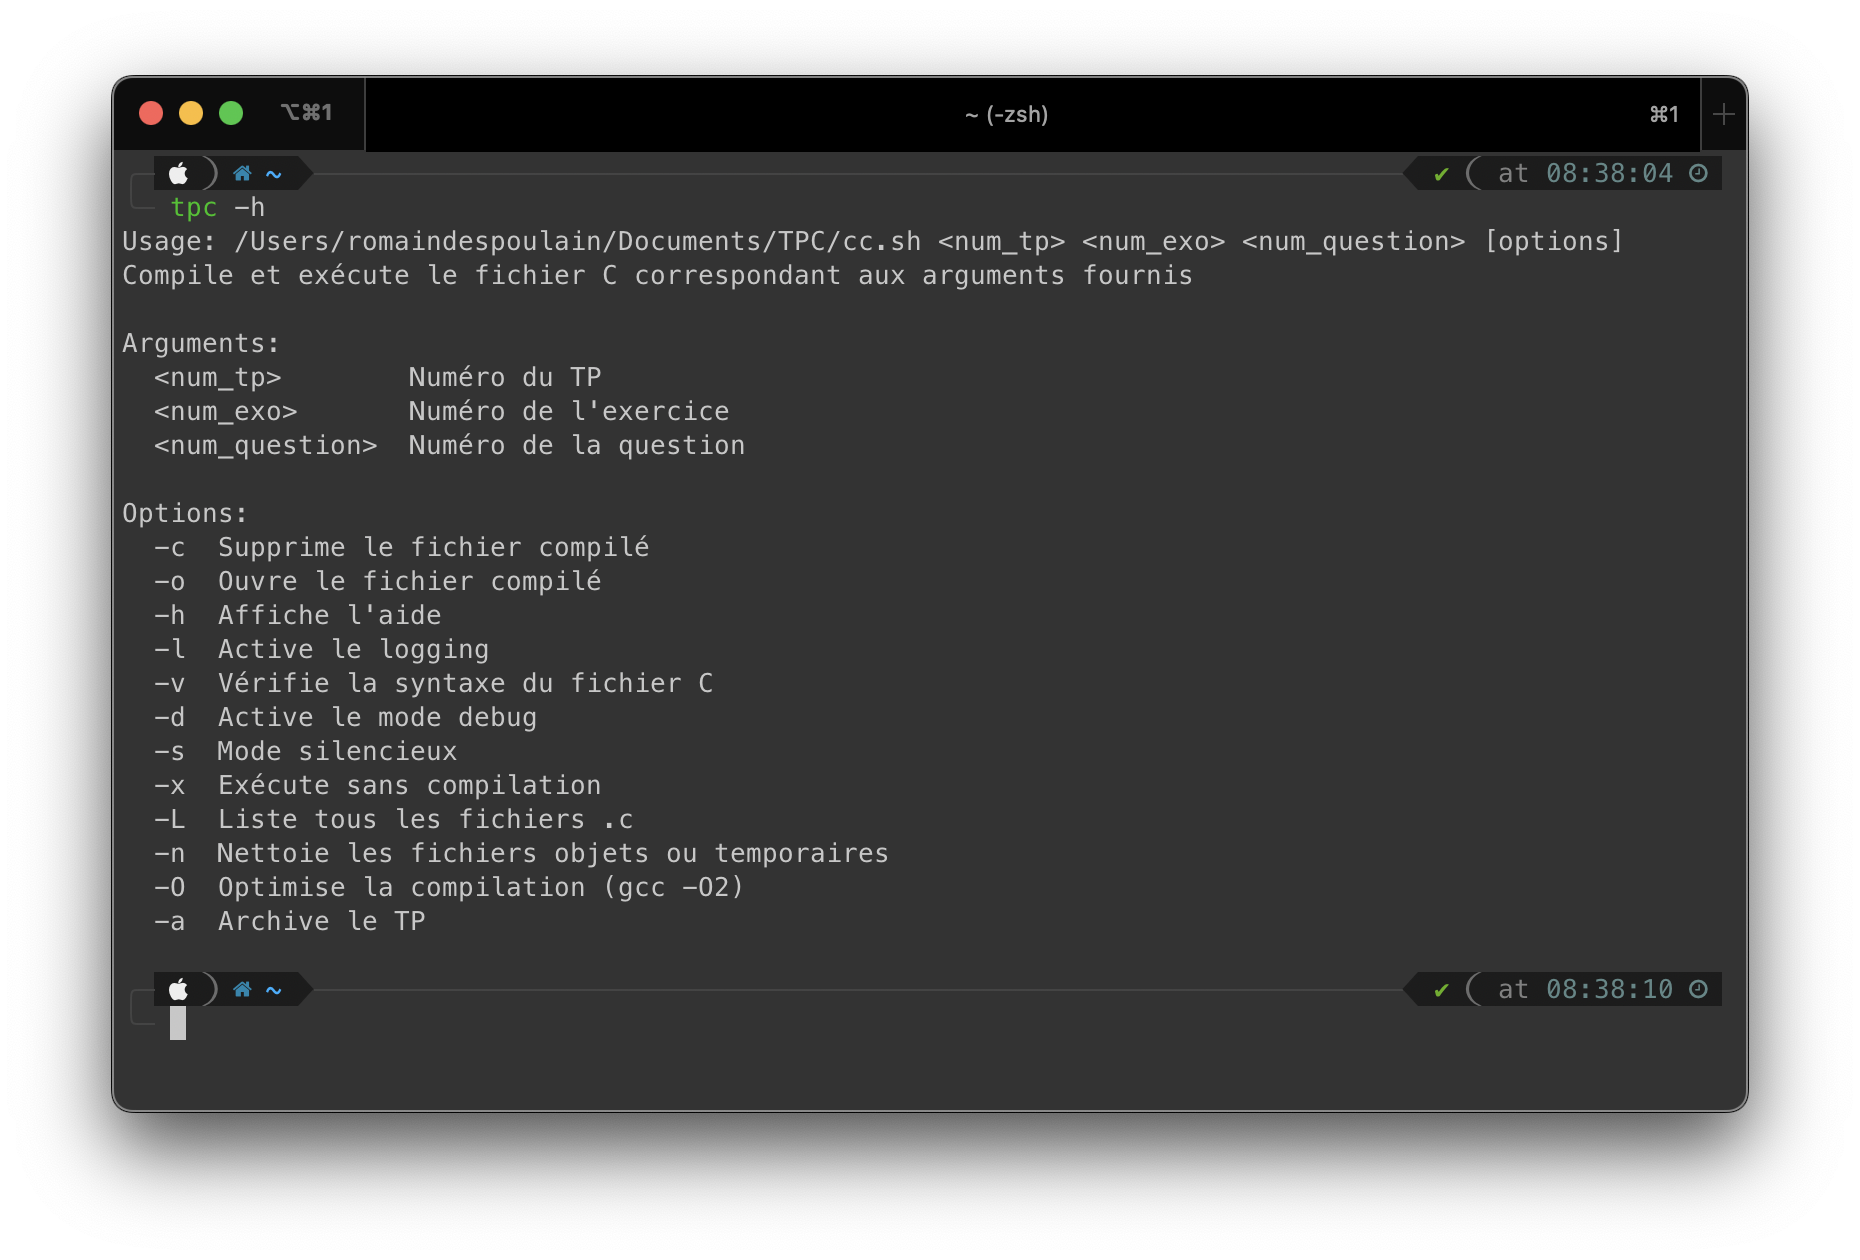 ⌥⌘1 ~ (-zsh) ⌘1 +
~ ✔ at 08:38:04
tpc -h
Usage: /Users/romaindespoulain/Documents/TPC/cc.sh <num_tp> <num_exo> <num_question> [options]
Compile et exécute le fichier C correspondant aux arguments fournis
Arguments:
<num_tp> Numéro du TP
<num_exo> Numéro de l'exercice
<num_question> Numéro de la question
Options:
-c Supprime le fichier compilé
-o Ouvre le fichier compilé
-h Affiche l'aide
-l Active le logging
-v Vérifie la syntaxe du fichier C
-d Active le mode debug
-s Mode silencieux
-x Exécute sans compilation
-L Liste tous les fichiers .c
-n Nettoie les fichiers objets ou temporaires
-O Optimise la compilation (gcc -O2)
-a Archive le TP
~ ✔ at 08:38:10